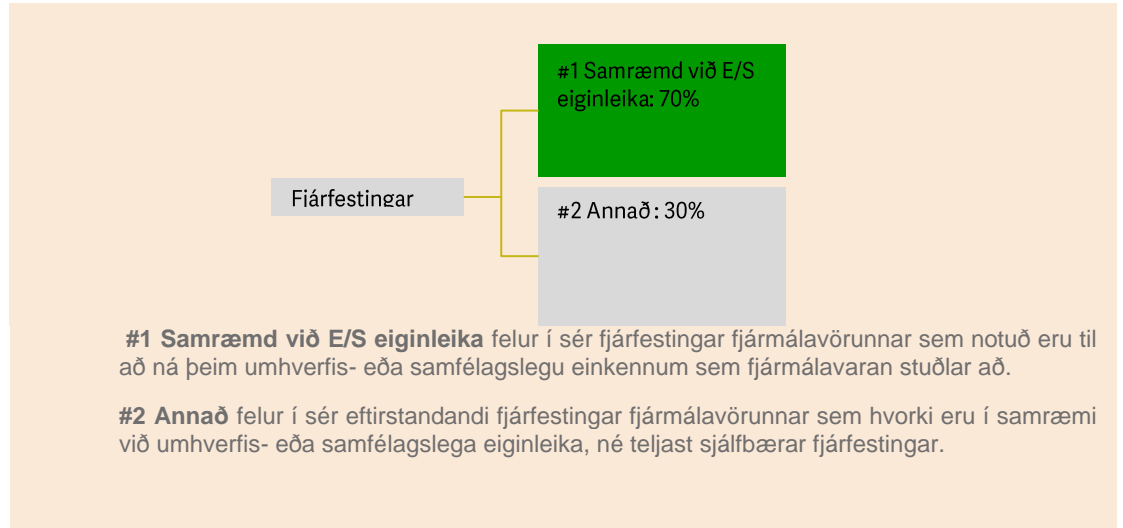 #1 Samræmd við E/S
eiginleika: 70%
Fjárfestingar
#2 Annað: 30%
#1 Samræmd við E/S eiginleika felur í sér fjárfestingar fjármálavörunnar sem notuð eru til
að ná þeim umhverfis- eða samfélagslegu einkennum sem fjármálavaran stuðlar að.
#2 Annað felur í sér eftirstandandi fjárfestingar fjármálavörunnar sem hvorki eru í samræmi
við umhverfis- eða samfélagslega eiginleika, né teljast sjálfbærar fjárfestingar.